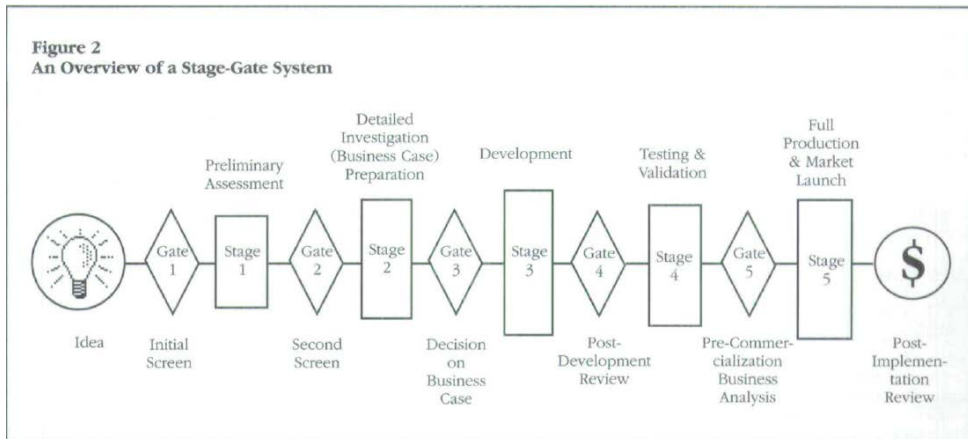 Figure 2
An Overview of a Stage-Gate System
Preliminary
Assessment
Detailed
Investigation
(Business Case)
Preparation
Development
Testing &
Validation
Full
Production
& Market
Launch
Gate
1
Stage
1
Gate
2
Stage
2
Gate
3
Stage
3
Gate
4
Stage
4
Gate
5
Stage
5
$
Idea
Initial
Screen
Second
Screen
Decision
on
Business
Case
Post-
Development
Review
Pre-Commer-
cialization
Business
Analysis
Post-
Implemen-
tation
Review